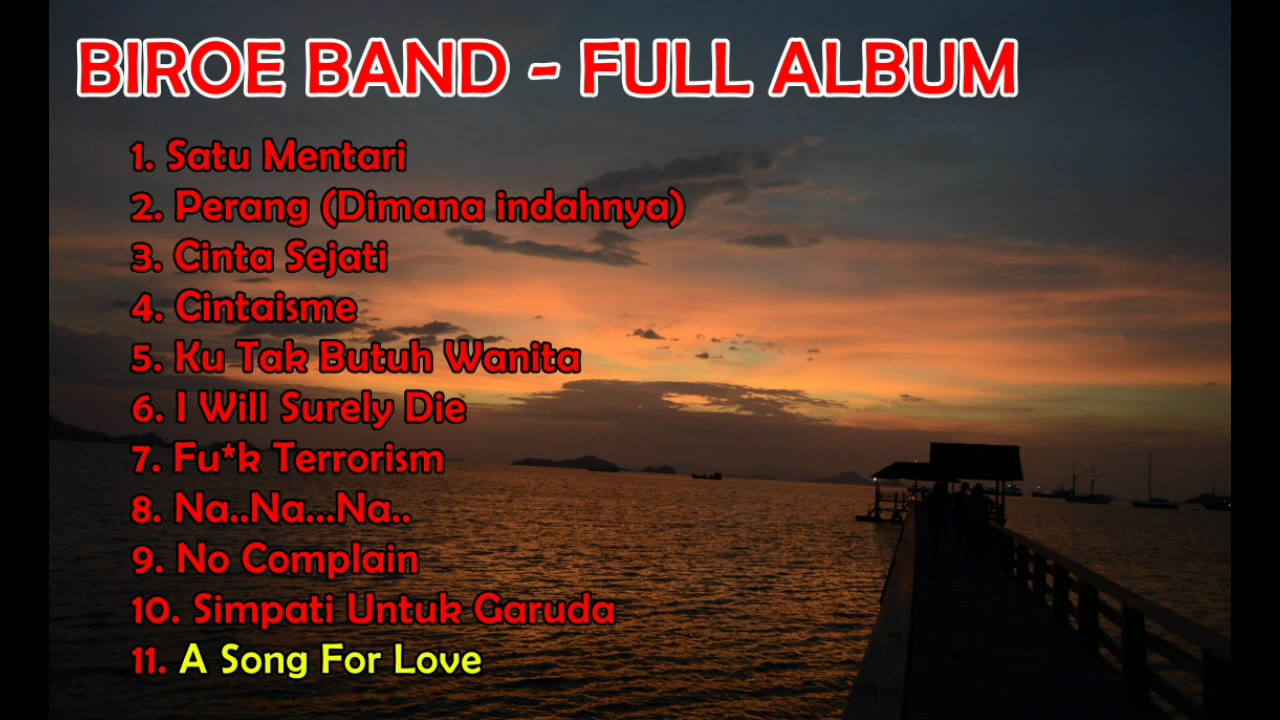 BIROE BAND - FULL ALBUM
1. Satu Mentari
2. Perang (Dimana indahnya)
3. Cinta Sejati
4. Cintaisme
5. Ku Tak Butuh Wanita
6. I Will Surely Die
7. Fu*k Terrorism
8. Na..Na...Na..
9. No Complain
10. Simpati Untuk Garuda
11. A Song For Love